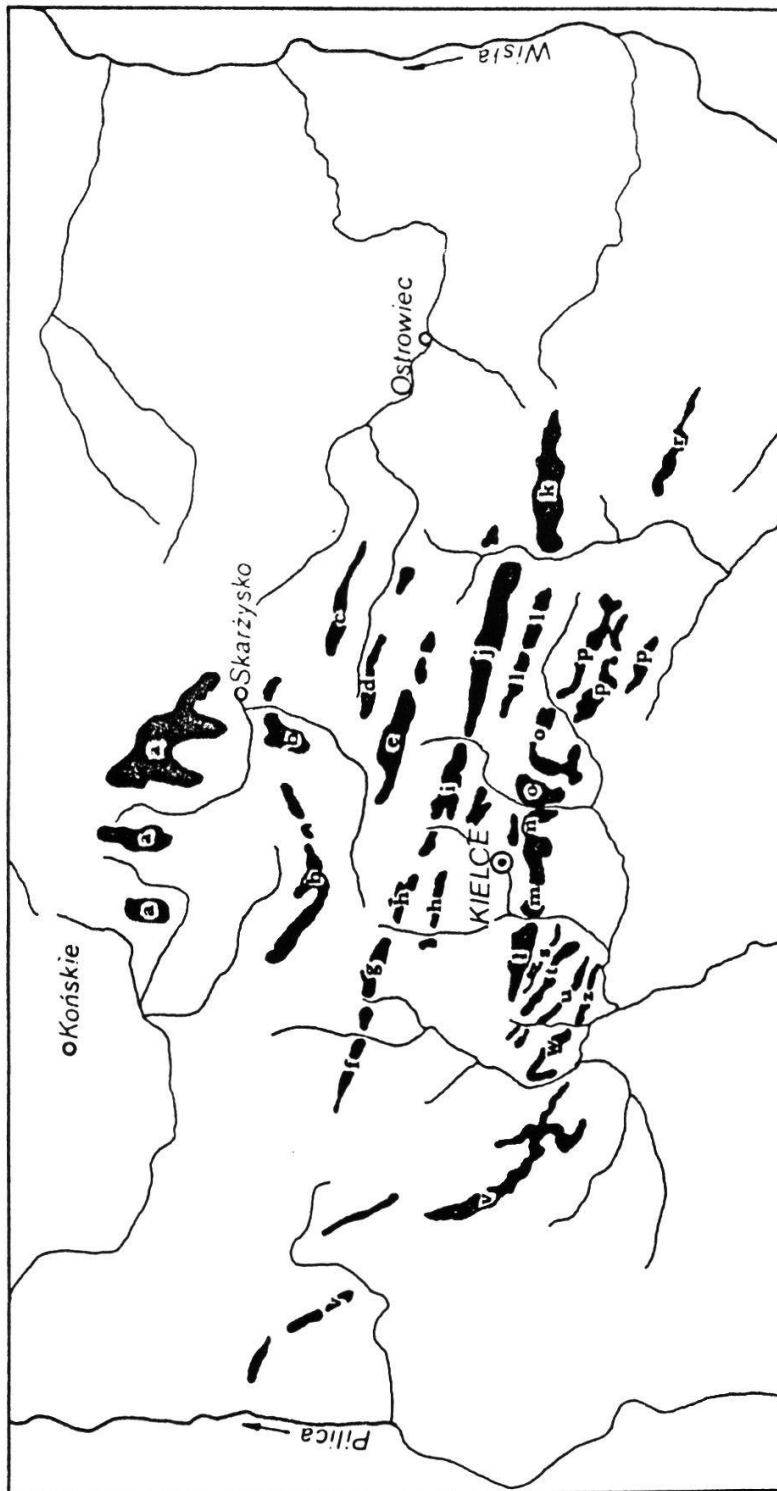 Końskie
a a a
Skarżysko
Pilica
b b
v
c
d
f g h e
Ostrowiec
h i
KIELCE
Wisła
v
j
l l l
k
m m o o
s
t
w u z
p p p
r